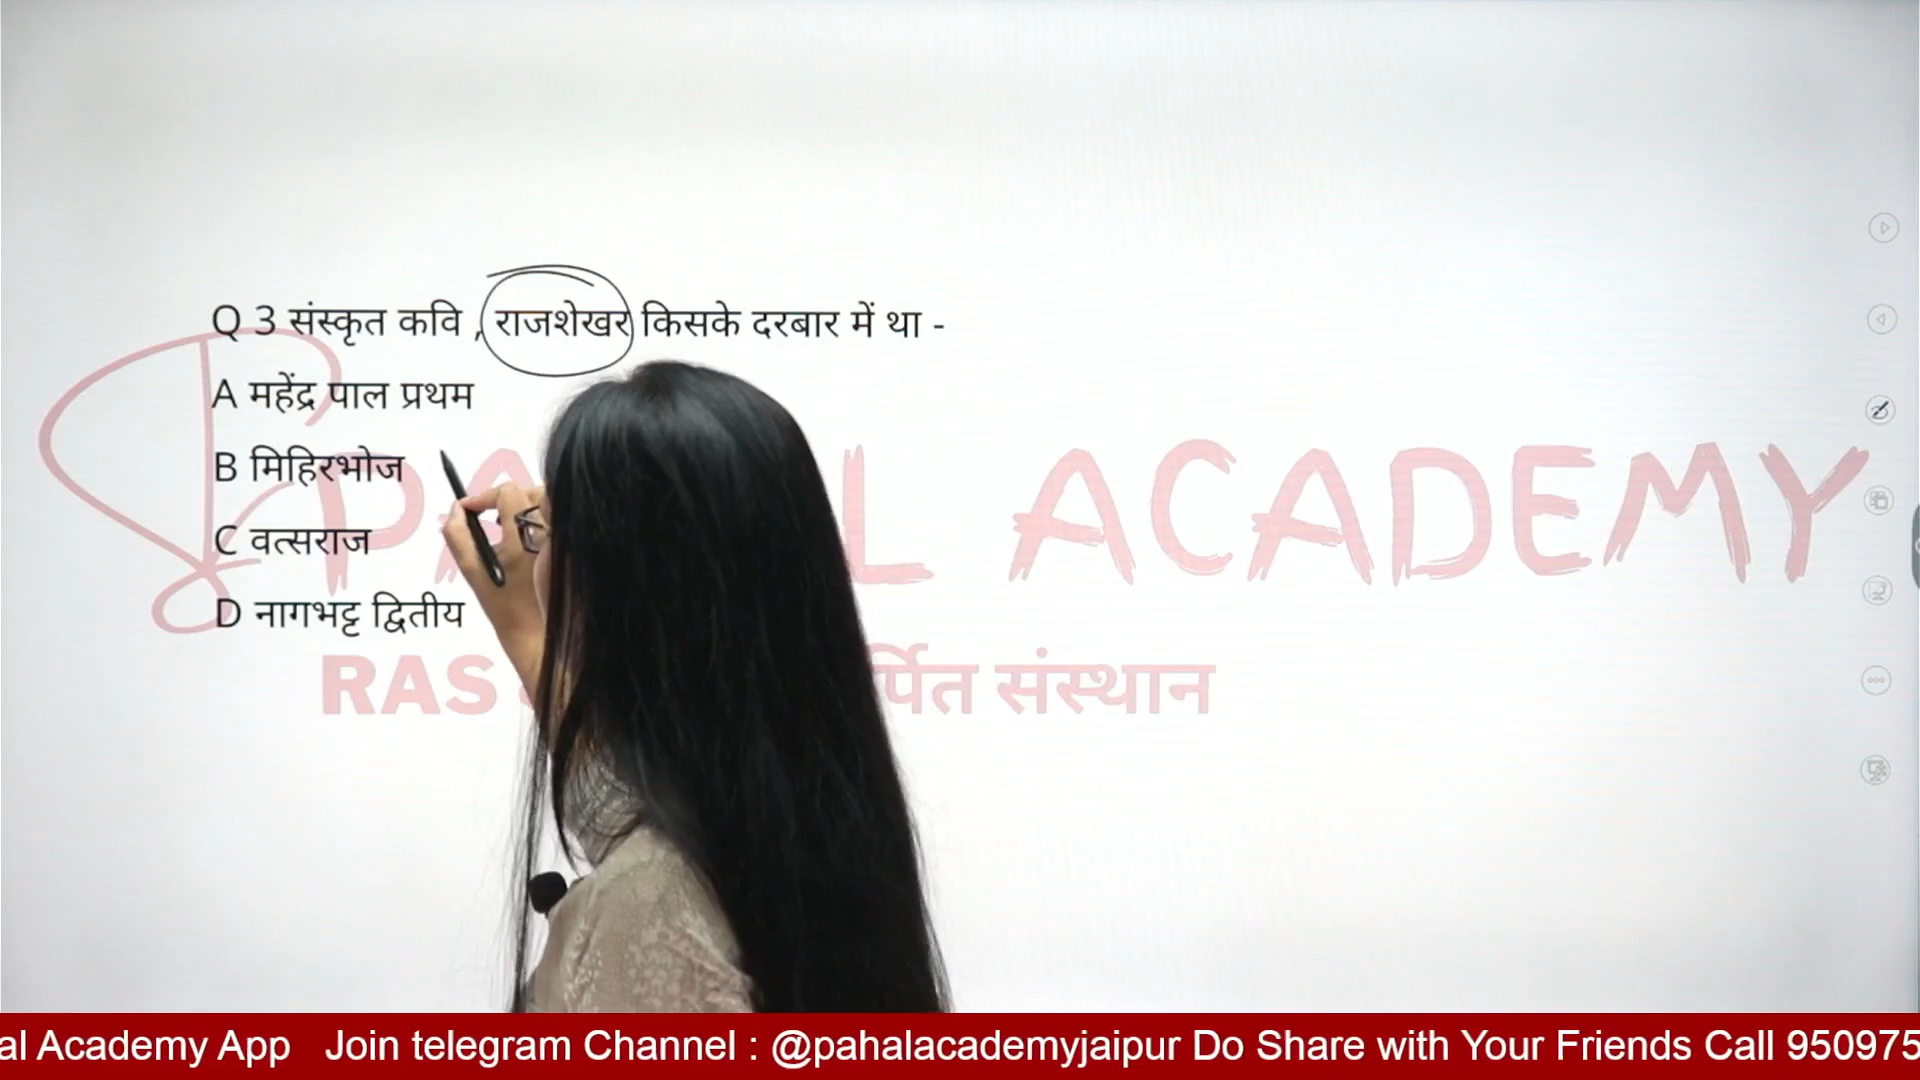 Q 3 संस्कृत कवि , राजशेखर किसके दरबार में था -
A महेंद्र पाल प्रथम
B मिहिरभोज
C वत्सराज
D नागभट्ट द्वितीय
ACADEMY
RAS
संस्थान
al Academy App Join telegram Channel : @pahalacademyjaipur Do Share with Your Friends Call 950975